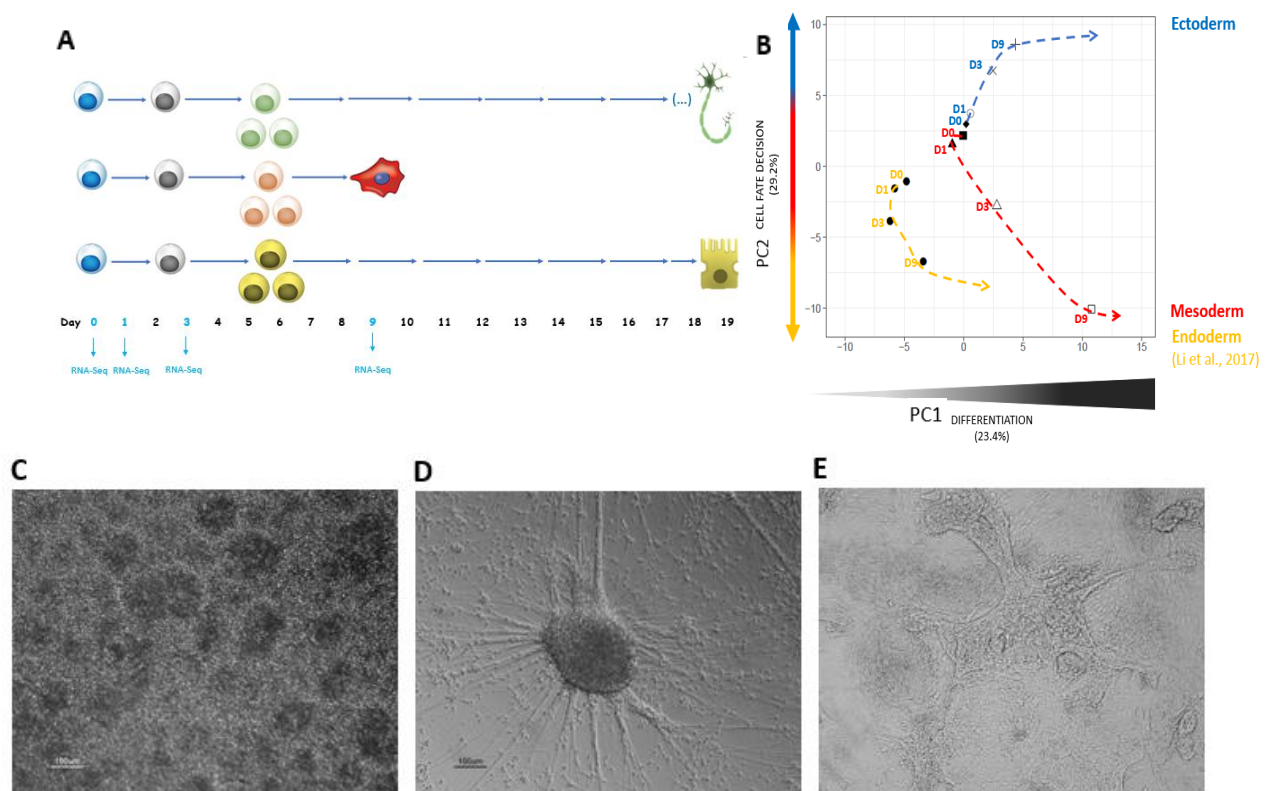 A
(...)
Day 0 1 2 3 4 5 6 7 8 9 10 11 12 13 14 15 16 17 18 19
RNA-Seq RNA-Seq RNA-Seq RNA-Seq
B
PC2 CELL FATE DECISION
(29.2%)
10
5
0
−5
−10
D9
D3
D1
D0
D0
D1
D3
D9
D0
D1
D3
D9
−10 −5 0 5 10 15
Ectoderm
Mesoderm
Endoderm
(Li et al., 2017)
PC1 DIFFERENTIATION
(23.4%)
C
100um
D
100um
E